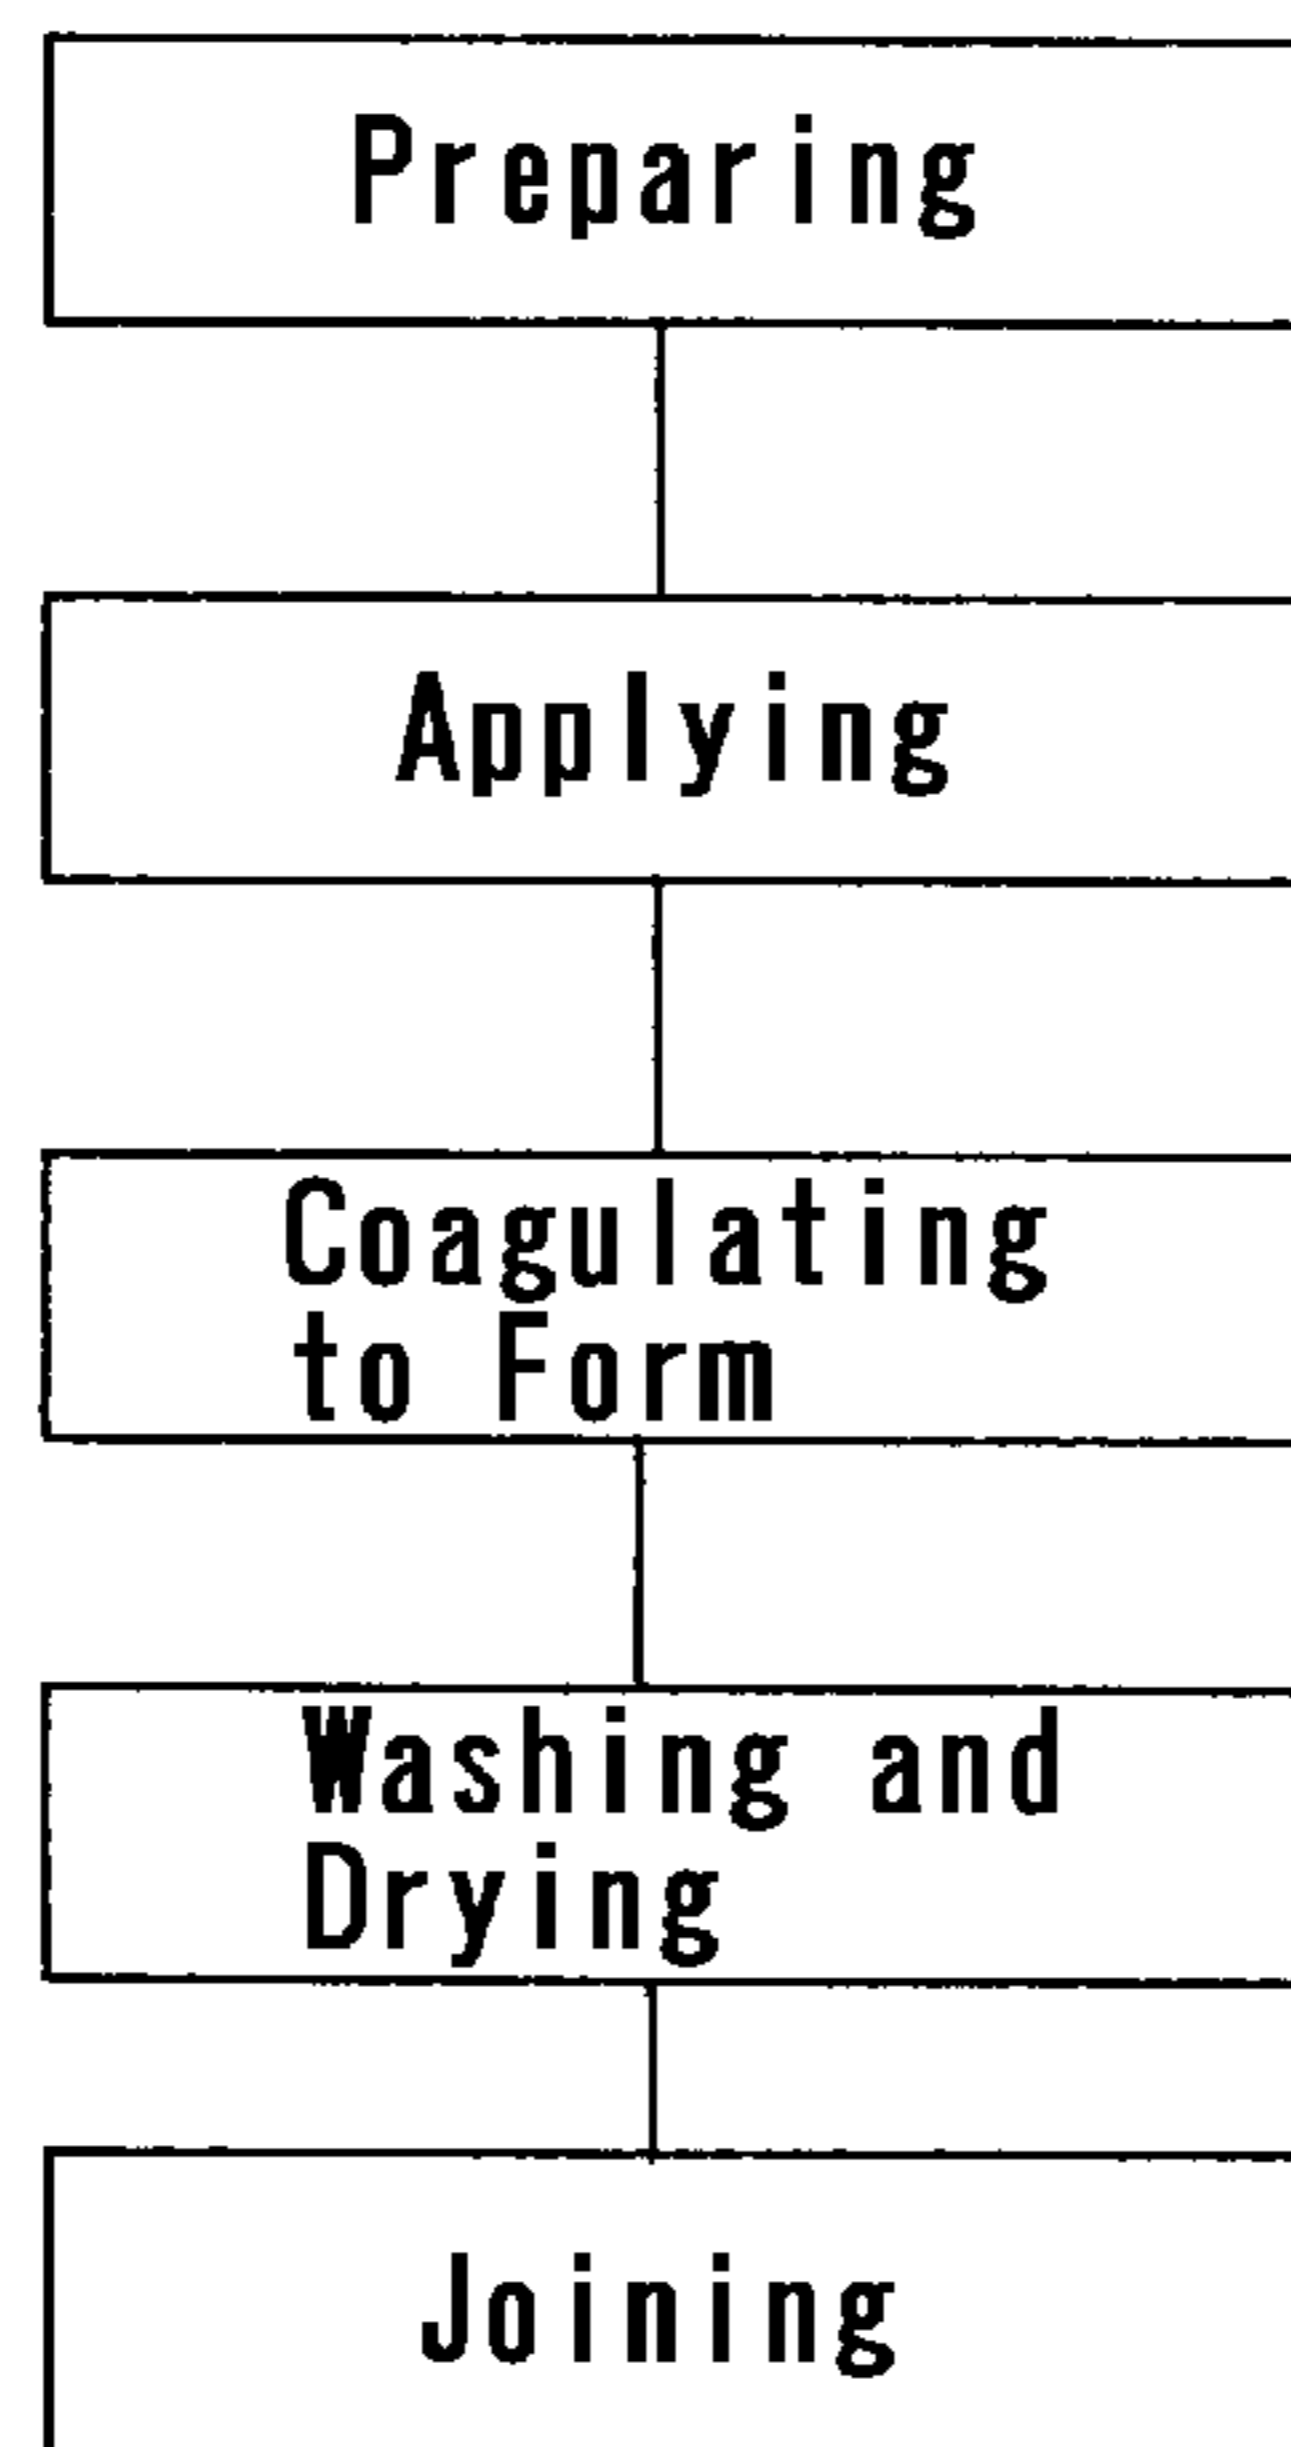 Preparing
Applying
Coagulating
to Form
Washing and
Drying
Joining